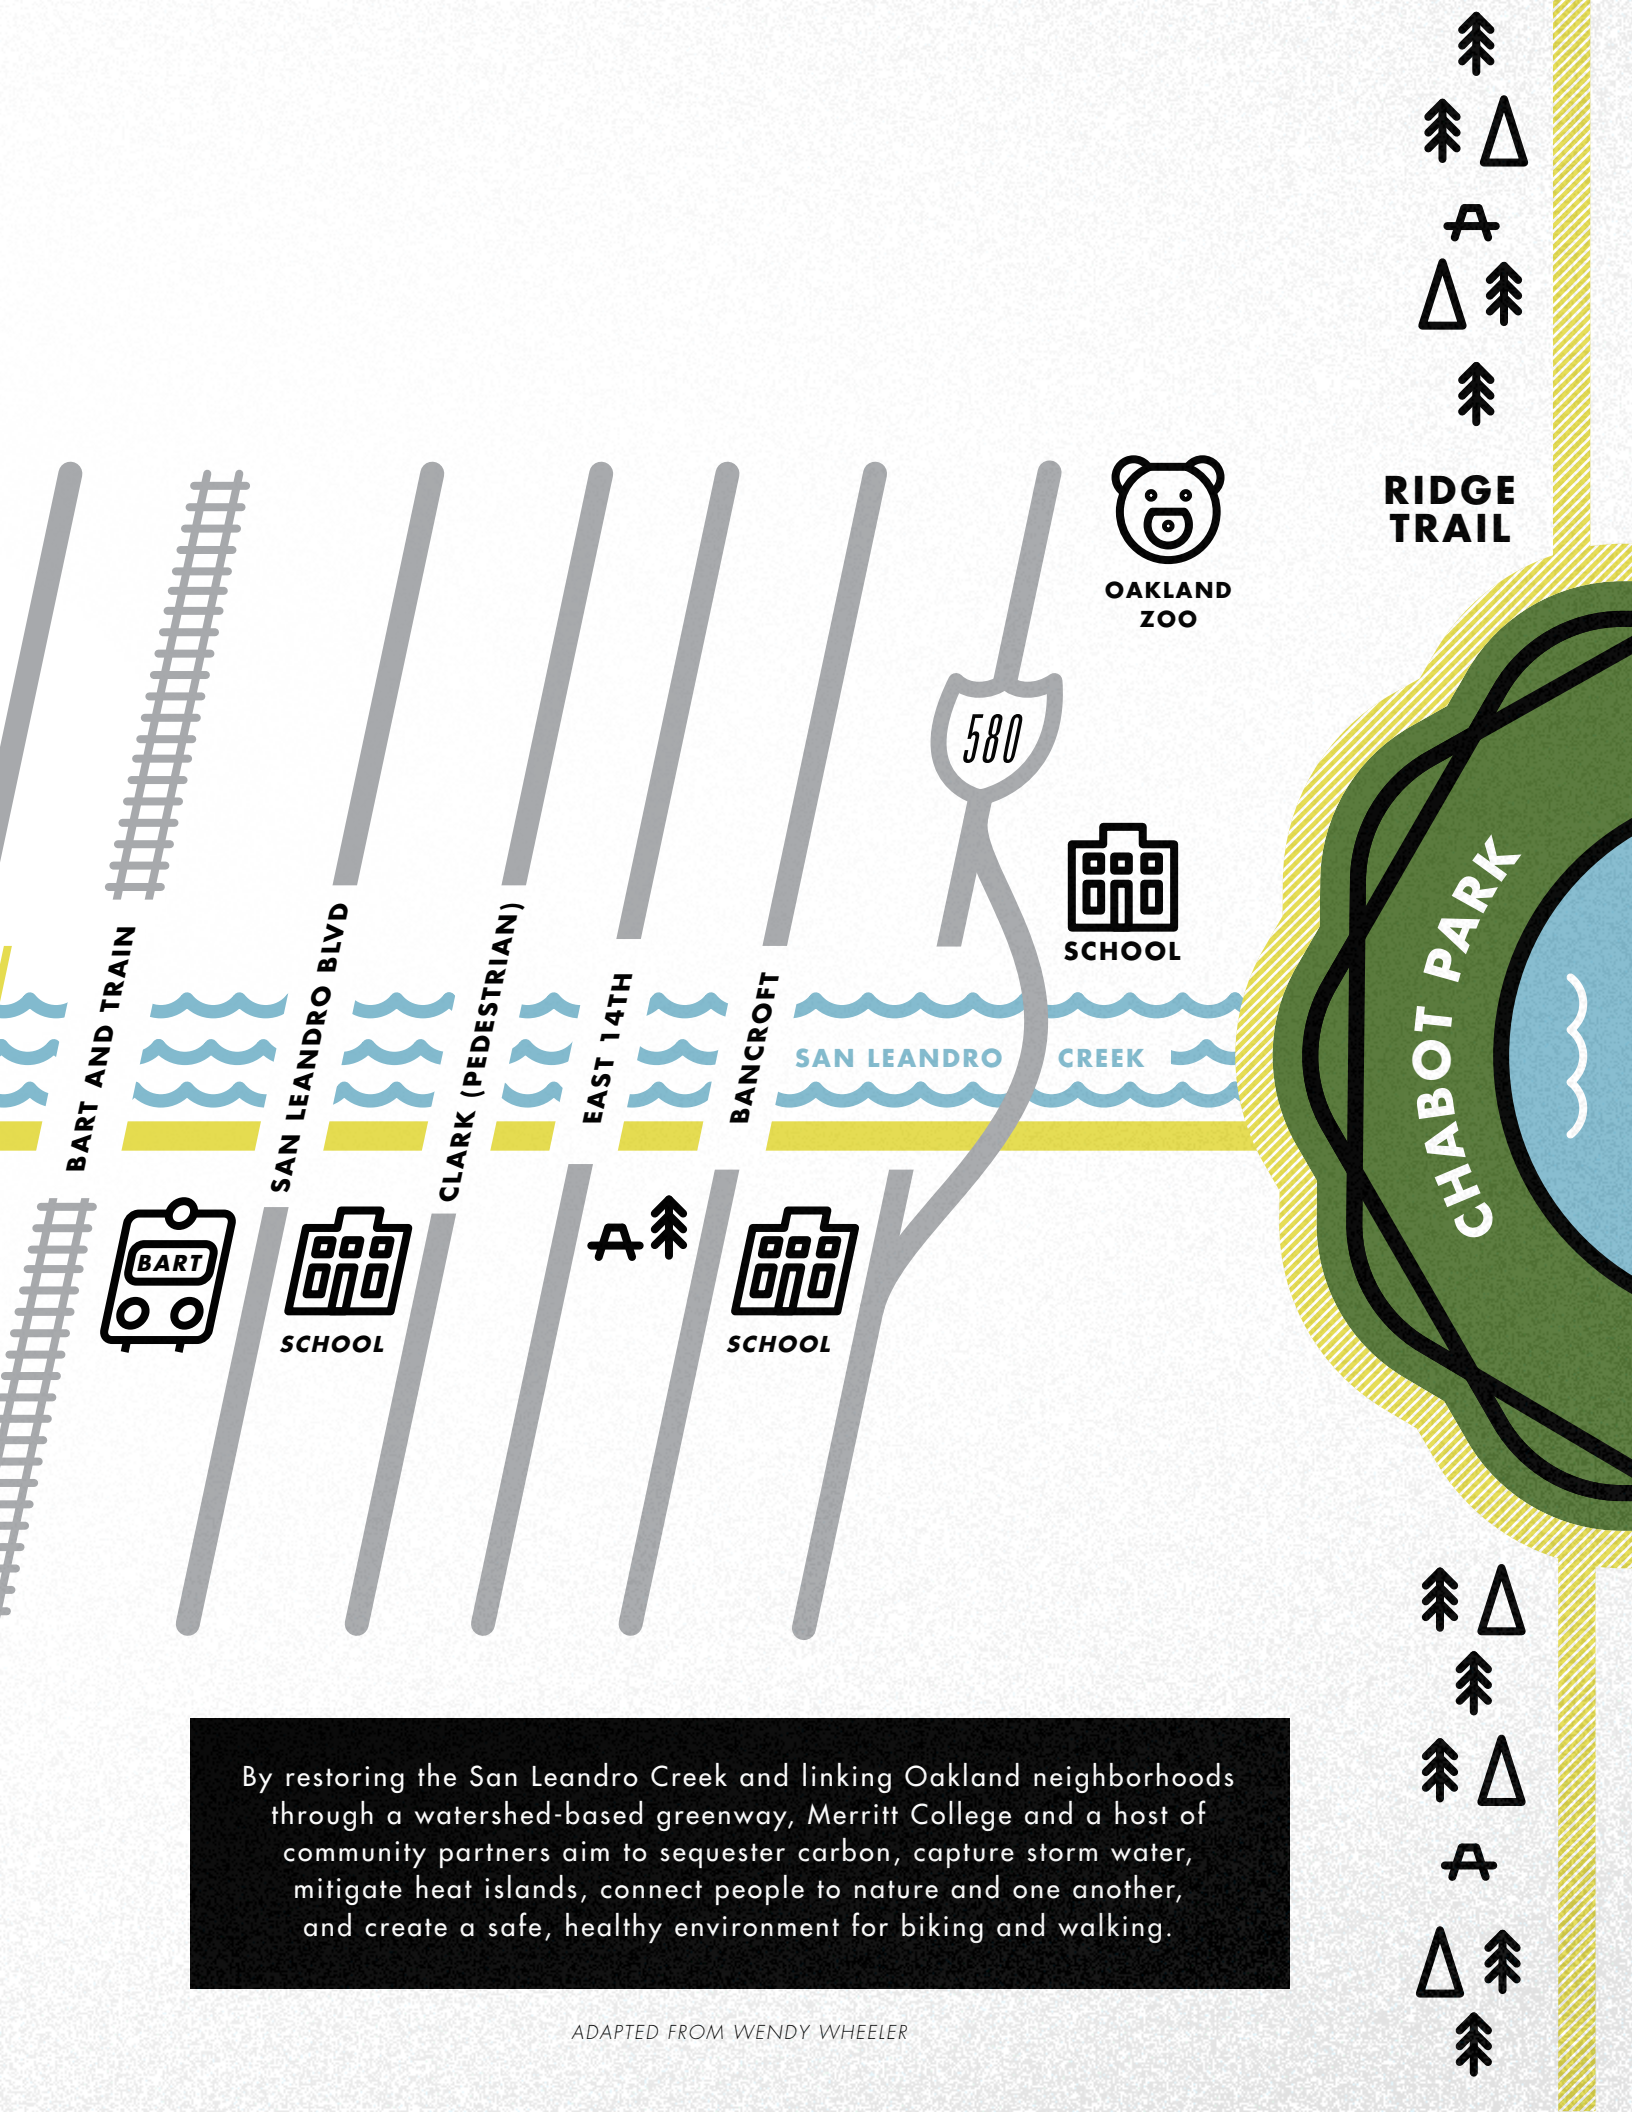 RIDGE
TRAIL
OAKLAND
ZOO
580
SCHOOL
BART AND TRAIN
SAN LEANDRO BLVD
CLARK (PEDESTRIAN)
EAST 14TH
BANCROFT
SAN LEANDRO CREEK
CHABOT PARK
BART
SCHOOL
SCHOOL
By restoring the San Leandro Creek and linking Oakland neighborhoods
through a watershed-based greenway, Merritt College and a host of
community partners aim to sequester carbon, capture storm water,
mitigate heat islands, connect people to nature and one another,
and create a safe, healthy environment for biking and walking.
ADAPTED FROM WENDY WHEELER